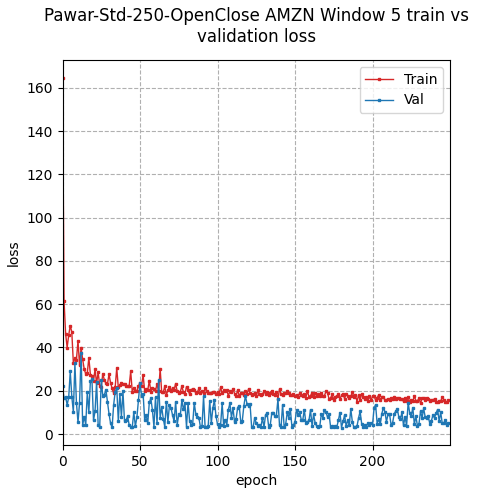 Pawar-Std-250-OpenClose AMZN Window 5 train vs
validation loss
Train
Val
160
140
120
100
80
60
40
20
0
loss
0 50 100 150 200
epoch